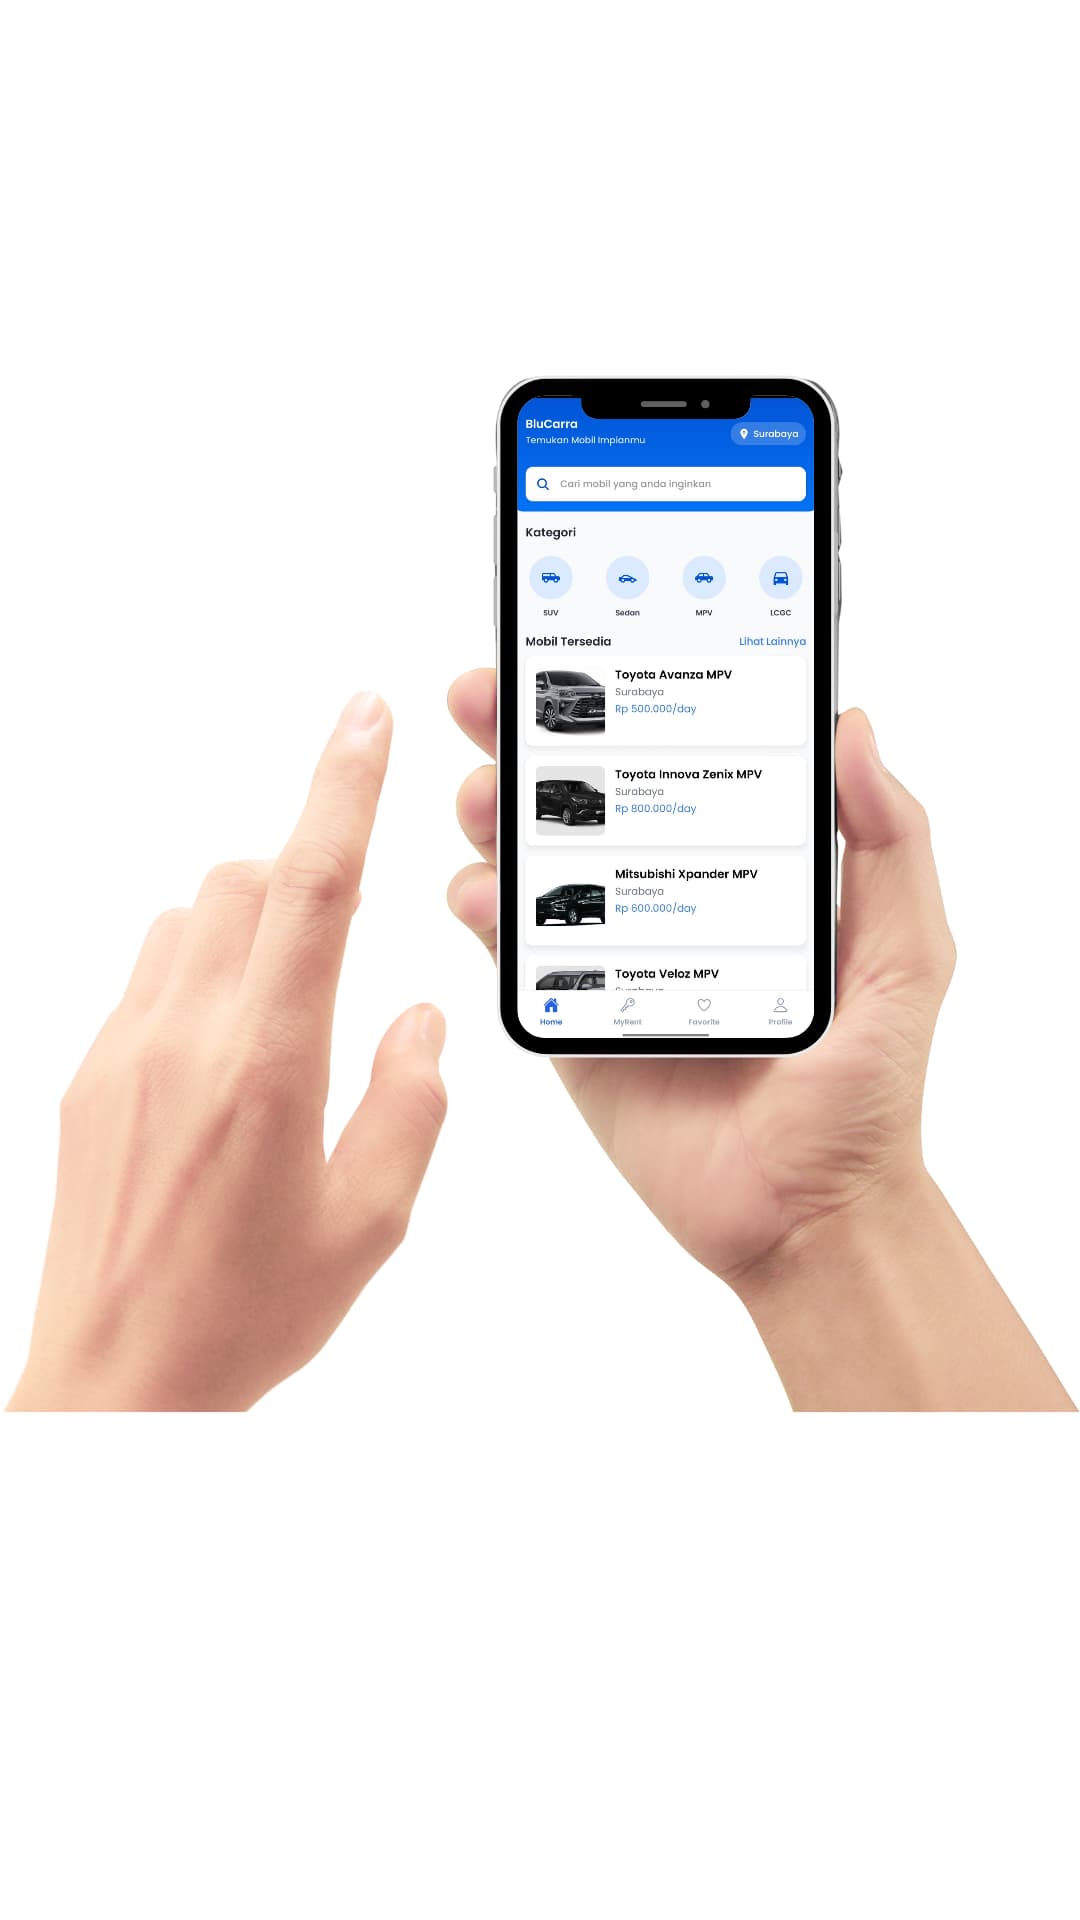 BluCarra
Temukan Mobil Impianmu
Surabaya
Cari mobil yang anda inginkan
Kategori
SUV
Sedan
MPV
LCGC
Mobil Tersedia
Lihat Lainnya
Toyota Avanza MPV
Surabaya
Rp 500.000/day
Toyota Innova Zenix MPV
Surabaya
Rp 800.000/day
Mitsubishi Xpander MPV
Surabaya
Rp 600.000/day
Toyota Veloz MPV
Home
MyRent
Favorite
Profile